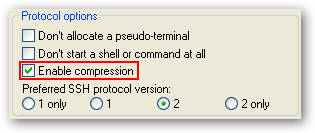 Protocol options
Don't allocate a pseudo-terminal
Don't start a shell or command at all
Enable compression
Preferred SSH protocol version:
1 only 1 2 2 only